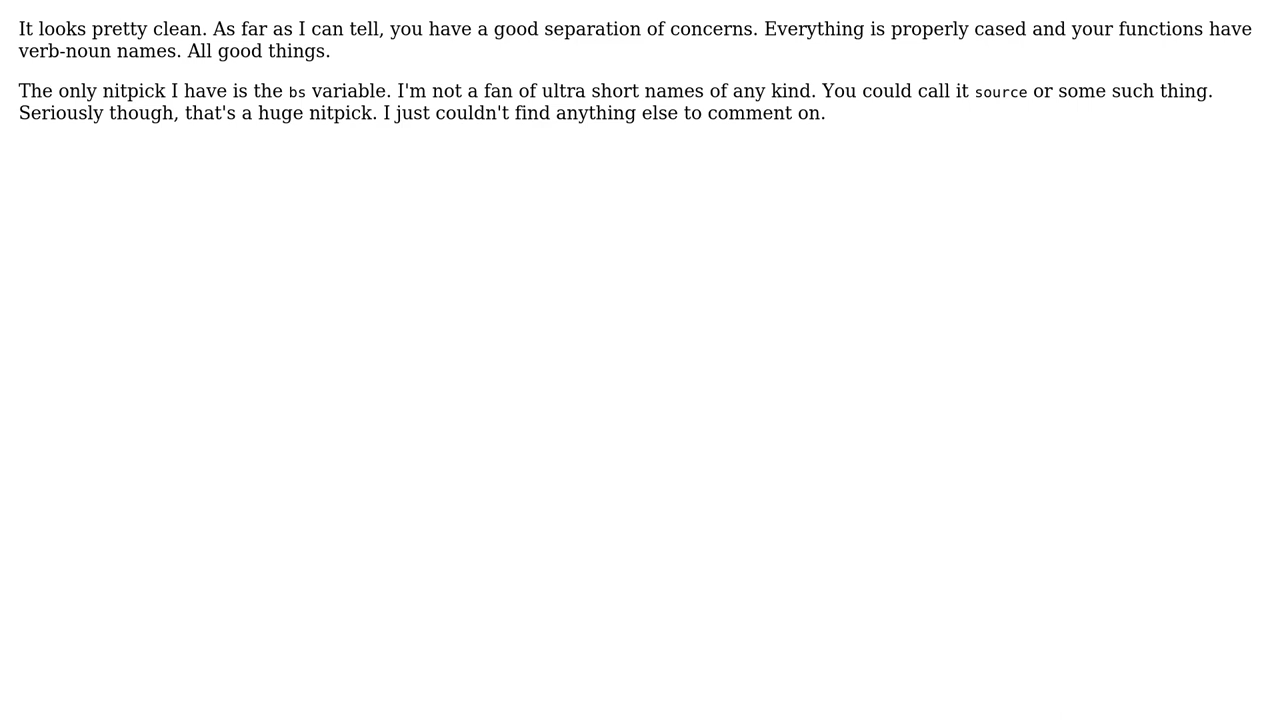 It looks pretty clean. As far as I can tell, you have a good separation of concerns. Everything is properly cased and your functions have
verb-noun names. All good things.
The only nitpick I have is the bs variable. I'm not a fan of ultra short names of any kind. You could call it source or some such thing.
Seriously though, that's a huge nitpick. I just couldn't find anything else to comment on.